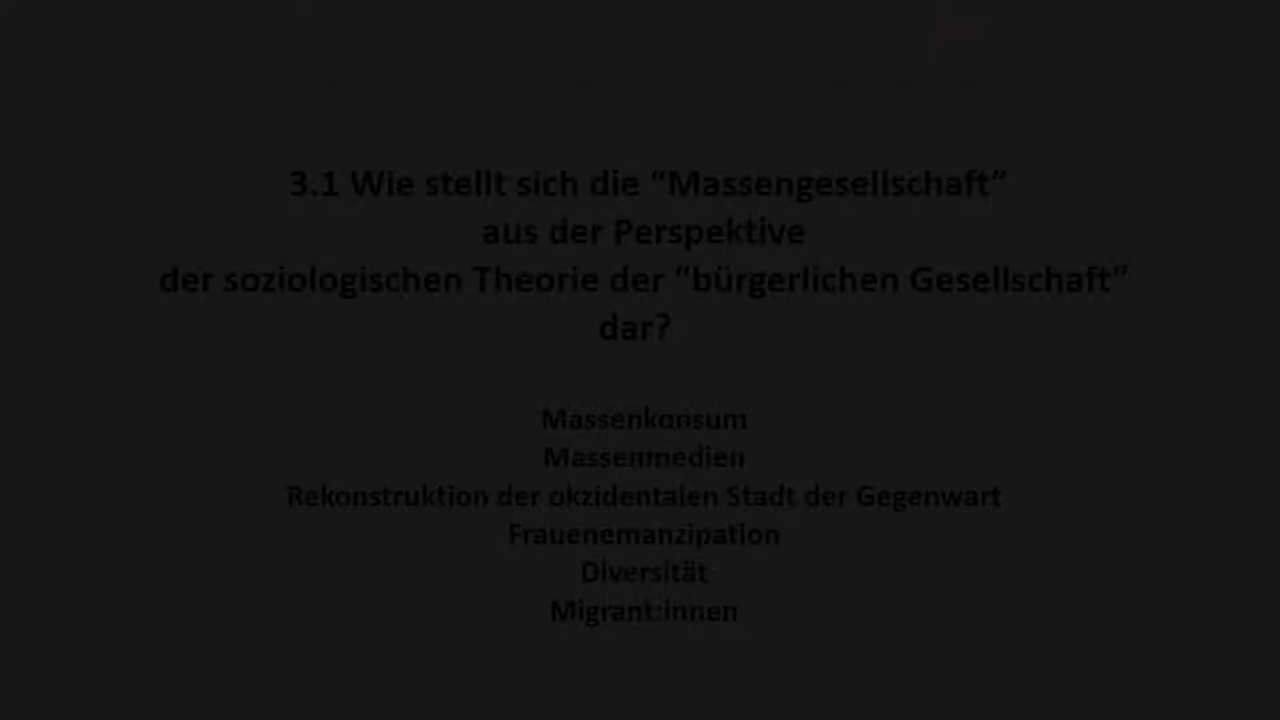 3.1 Wie stellt sich die “Massengesellschaft”
aus der Perspektive
der soziologischen Theorie der “bürgerlichen Gesellschaft”
dar?
Massenkonsum
Massenmedien
Rekonstruktion der okzidentalen Stadt der Gegenwart
Frauenemanzipation
Diversität
Migrant:innen